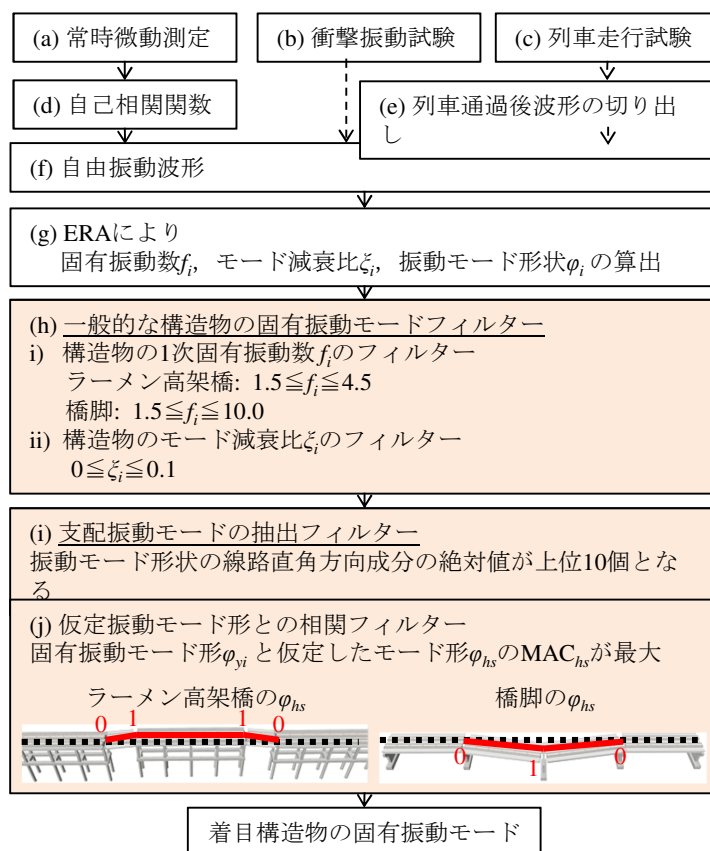 (a) 常時微動測定
(b) 衝撃振動試験
(c) 列車走行試験
(d) 自己相関関数
(e) 列車通過後波形の切り出
し
(f) 自由振動波形
(g) ERAにより
固有振動数fi, モード減衰比ξi, 振動モード形状φi の算出
(h) 一般的な構造物の固有振動モードフィルター
i) 構造物の1次固有振動数fiのフィルター
ラーメン高架橋: 1.5≦fi≦4.5
橋脚: 1.5≦fi≦10.0
ii) 構造物のモード減衰比ξiのフィルター
0≦ξi≦0.1
(i) 支配振動モードの抽出フィルター
振動モード形状の線路直角方向成分の絶対値が上位10個とな
る
(j) 仮定振動モード形との相関フィルター
固有振動モード形φyi と仮定したモード形φhsのMAChsが最大
ラーメン高架橋のφhs
橋脚のφhs
0 1 1 0
0 1 0
着目構造物の固有振動モード